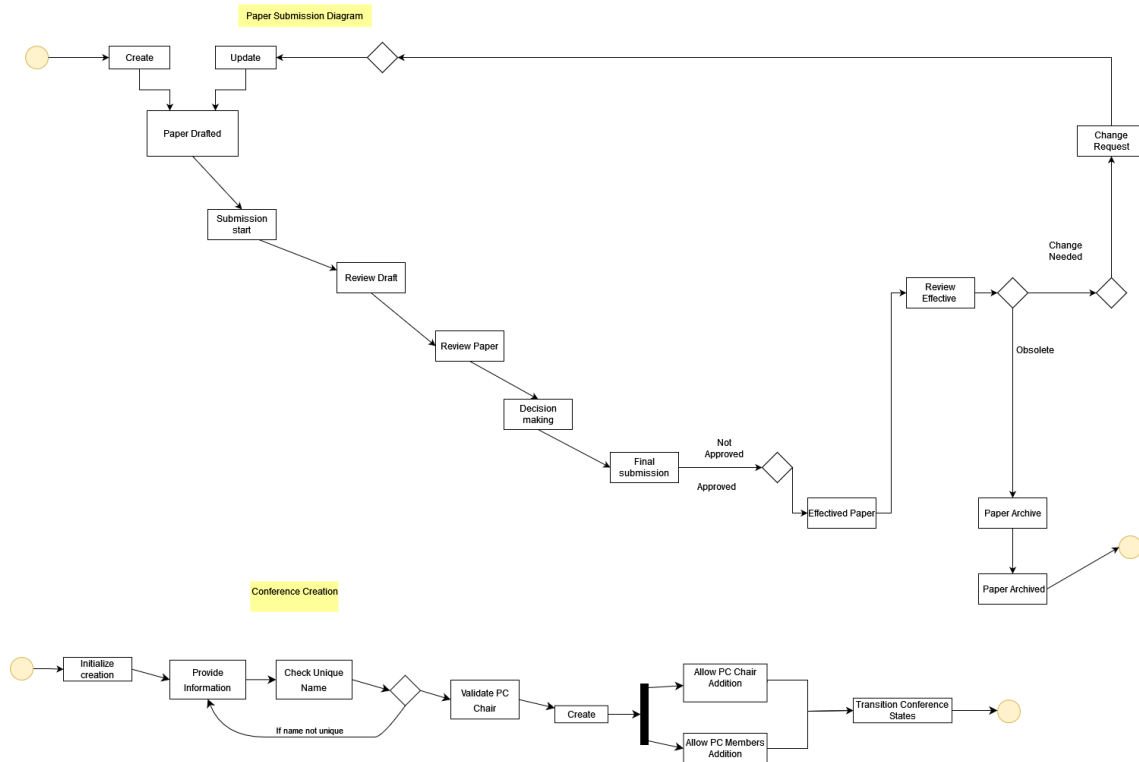 Paper Submission Diagram
Create
Update
Paper Drafted
Change
Request
Submission
start
Review Draft
Change
Needed
Review
Effective
Review Paper
Obsolete
Decision
making
Not
Approved
Final
submission
Approved
Effectived Paper
Paper Archive
Paper Archived
Conference Creation
Initialize
creation
Provide
Information
Check Unique
Name
If name not unique
Validate PC
Chair
Create
Allow PC Chair
Addition
Allow PC Members
Addition
Transition Conference
States